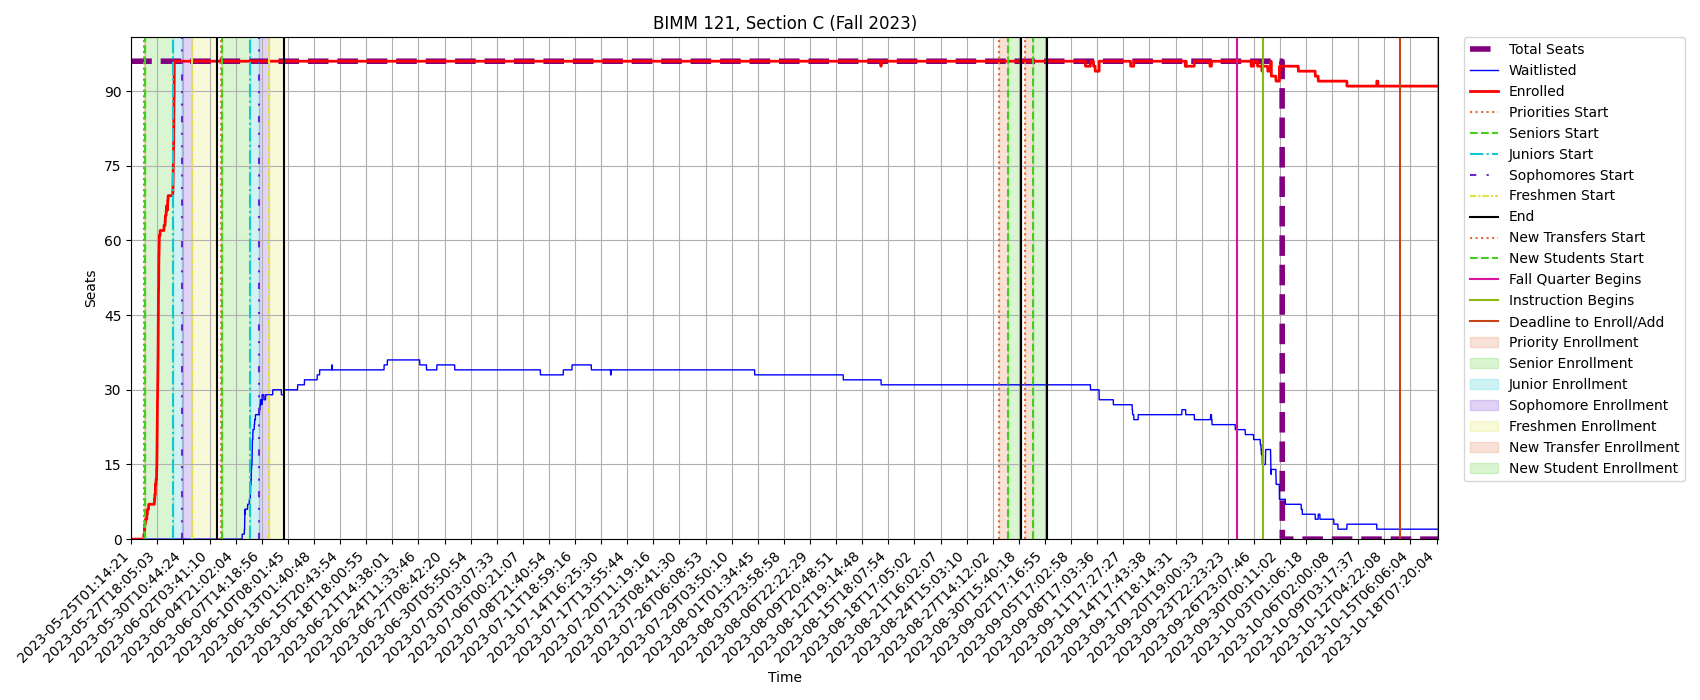 BIMM 121, Section C (Fall 2023)
Seats
90
75
60
45
30
15
0
2023-05-25T01:14:21
2023-05-27T18:05:03
2023-05-30T10:44:24
2023-06-02T03:41:10
2023-06-04T21:02:04
2023-06-07T14:18:56
2023-06-10T08:01:45
2023-06-13T01:40:48
2023-06-15T20:43:54
2023-06-18T18:00:55
2023-06-21T14:38:01
2023-06-24T11:33:46
2023-06-27T08:42:20
2023-06-30T05:50:54
2023-07-03T03:07:33
2023-07-06T00:21:07
2023-07-08T21:40:54
2023-07-11T18:59:16
2023-07-14T16:25:30
2023-07-17T13:55:44
2023-07-20T11:19:16
2023-07-23T08:41:30
2023-07-26T06:08:53
2023-07-29T03:50:10
2023-08-01T01:34:45
2023-08-03T23:58:58
2023-08-06T22:22:29
2023-08-09T20:48:51
2023-08-12T19:14:48
2023-08-15T18:07:54
2023-08-18T17:05:02
2023-08-21T16:02:07
2023-08-24T15:03:10
2023-08-27T14:12:02
2023-08-30T15:40:18
2023-09-02T17:16:55
2023-09-05T17:02:58
2023-09-08T17:03:36
2023-09-11T17:27:27
2023-09-14T17:43:38
2023-09-17T18:14:31
2023-09-20T19:00:33
2023-09-23T21:23:23
2023-09-26T23:07:46
2023-09-30T00:11:02
2023-10-03T01:06:18
2023-10-06T02:00:08
2023-10-09T03:17:37
2023-10-12T04:22:08
2023-10-15T06:06:04
2023-10-18T07:20:04
Time
Total Seats
Waitlisted
Enrolled
Priorities Start
Seniors Start
Juniors Start
Sophomores Start
Freshmen Start
End
New Transfers Start
New Students Start
Fall Quarter Begins
Instruction Begins
Deadline to Enroll/Add
Priority Enrollment
Senior Enrollment
Junior Enrollment
Sophomore Enrollment
Freshmen Enrollment
New Transfer Enrollment
New Student Enrollment